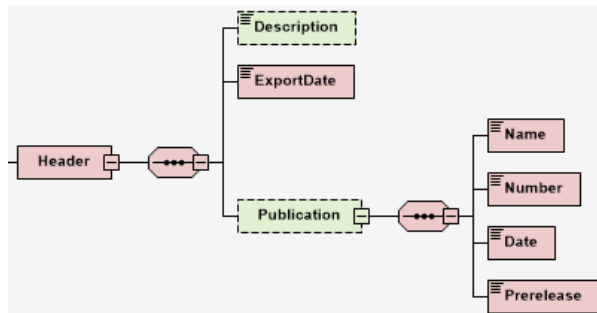 Description
ExportDate
Header
Publication
Name
Number
Date
Prerelease